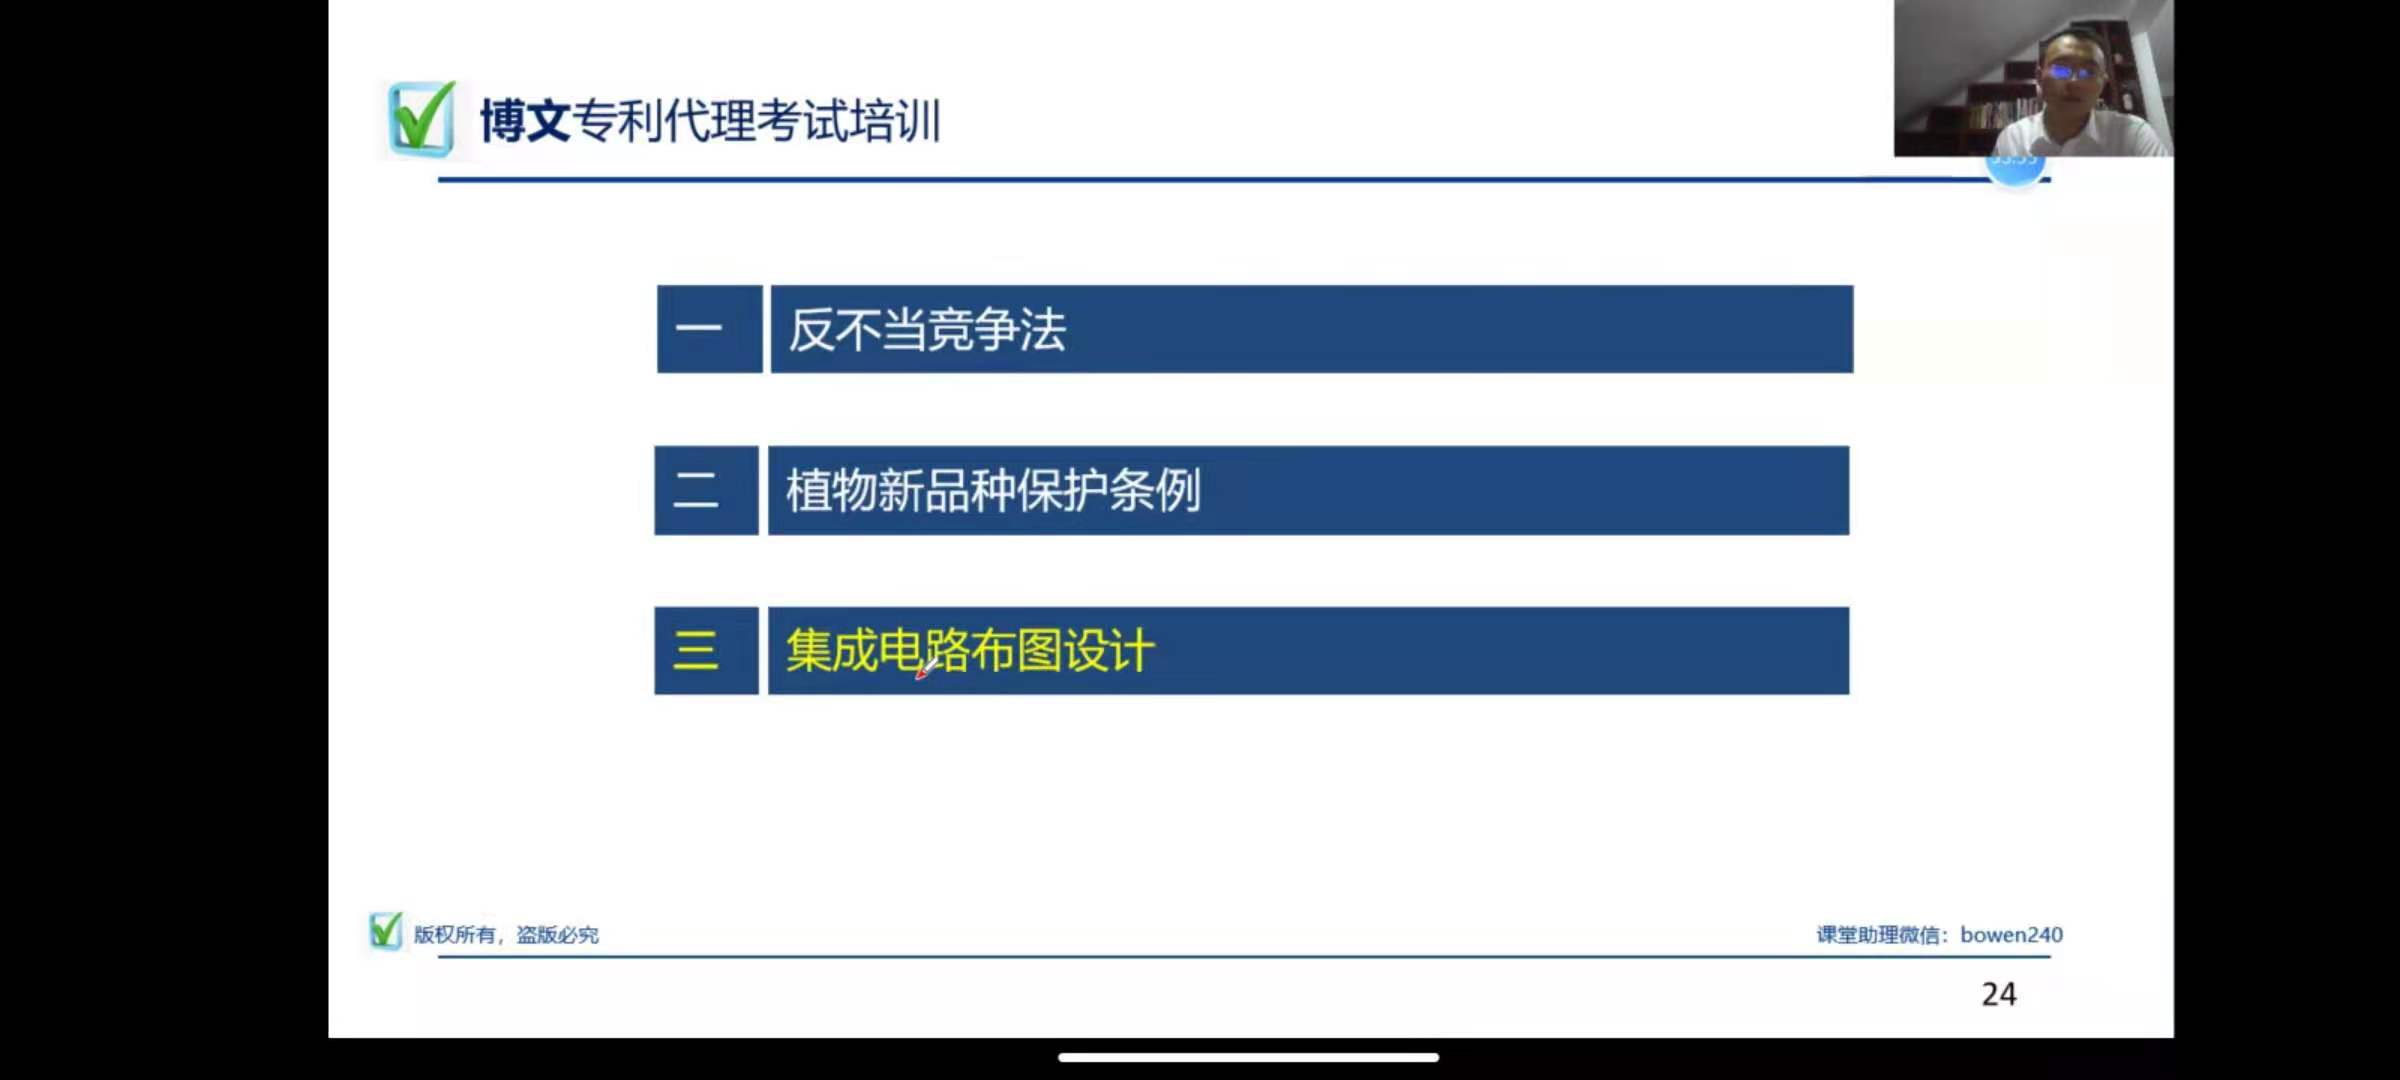 博文专利代理考试培训
一 反不当竞争法
二 植物新品种保护条例
三 集成电路布图设计
版权所有，盗版必究
课堂助理微信：bowen240
24